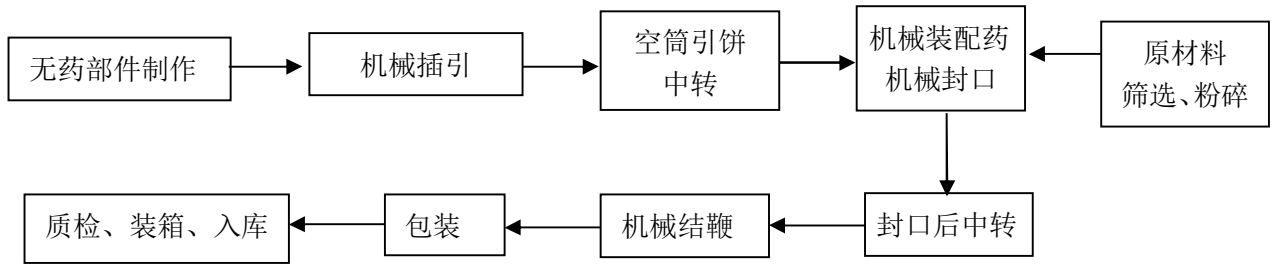 无药部件制作
机械插引
空筒引饼
中转
机械装配药
机械封口
原材料
筛选、粉碎
质检、装箱、入库
包装
机械结鞭
封口后中转